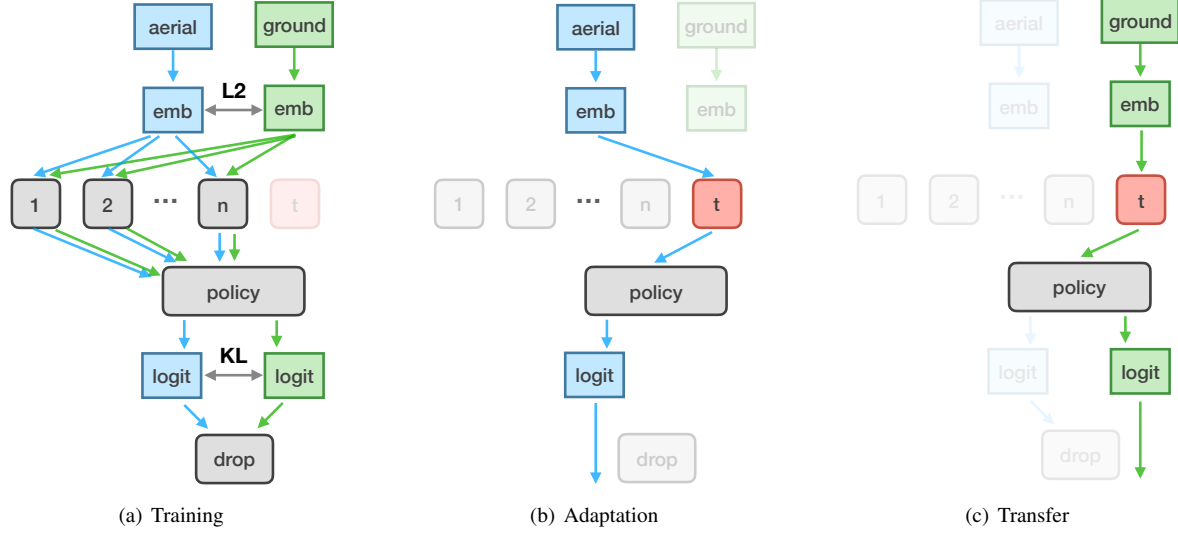 aerial
ground
L2
emb
emb
1
2
...
n
t
policy
KL
logit
logit
drop
(a) Training
aerial
ground
emb
emb
1
2
...
n
t
policy
logit
drop
(b) Adaptation
aerial
ground
emb
emb
1
2
...
n
t
policy
logit
logit
drop
(c) Transfer